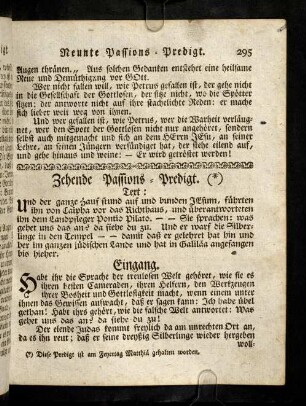 Neunte Passions-Predigt. 295
Augen thränen„ Aus solchen Gedanken entstehet eine heilsame
Reue und Demüthigung vor GOtt.
Wer nicht fallen will, wie Petrus gefallen ist, der gehe nicht
in die Gesellschaft der Gottlosen, der sitze nicht, wo die Spötter
sitzen; der antworte nicht auf ihre stachelichte Reden: er mache
sich lieber weit weg von ihnen.
Und wer gefallen ist, wie Petrus, wer die Warheit verläug-
net, wer den Spott der Gottlosen nicht nur angehöret, sondern
selbst auch mitgemacht und sich an dem HErrn JEsu, an seiner
Lehre, an seinen Jüngern versündiget hat, der stehe eilend auf,
und gehe hinaus und weine: — Er wird getröstet werden!
Zehende Passions-Predigt. (*)
Text:
Und der ganze Hauf stund auf und bunden JEsum, führeten
ihn von Caipha vor das Richthaus, und überantworteten
ihn dem Landpfleger Pontio Pilato. — Sie sprachen: was
gehet uns das an? da siehe du zu. Und er warf die Silber-
linge in den Tempel — — damit daß er gelehret hat hin und
her im ganzen jüdischen Lande und hat in Galiläa angefangen
bis hieher.
Eingang.
Habt ihr die Sprache der treulosen Welt gehöret, wie sie es
ihren besten Cameraden, ihren Helfern, den Werkzeugen
ihrer Bosheit und Gottlosigkeit macht, wenn einem unter
ihnen das Gewissen aufwacht, daß er sagen kann: Ich habe übel
gethan! Habt ihrs gehöret, wie die falsche Welt antwortet: Was
gehet uns das an? da siehe du zu!
Der elende Judas kommt freylich da am unrechten Ort an,
da es ihn reut; daß er seine dreyßig Silberlinge wieder hergeben
woll-
(*) Diese Predigt ist am Feyertag Matthiä gehalten worden.